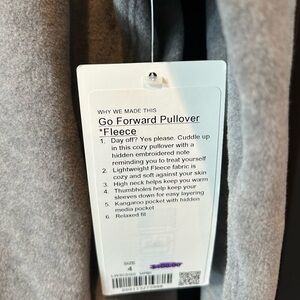 WHY WE MADE THIS
Go Forward Pullover
*Fleece
1. Day off? Yes please. Cuddle up
in this cozy pullover with a
hidden embroidered note
reminding you to treat yourself
2. Lightweight Fleece fabric is
cozy and soft against your skin
3. High neck helps keep you warm
4. Thumbholes help keep your
sleeves down for easy layering
5. Kangaroo pocket with hidden
media pocket
6. Relaxed fit
SIZE
4